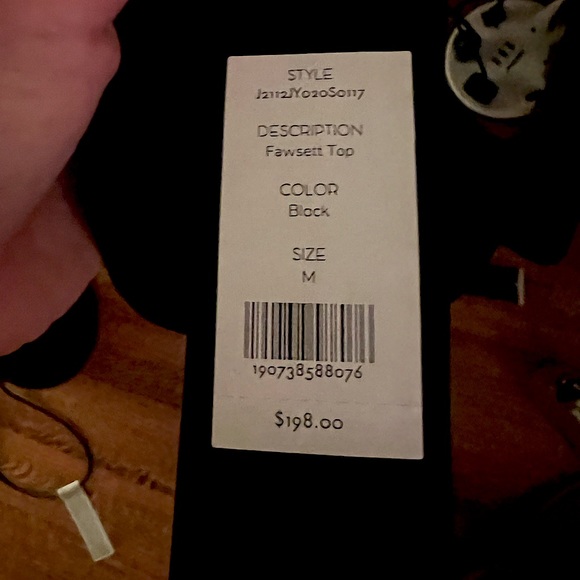 STYLE
J2112JY020S0117
DESCRIPTION
Fawsett Top
COLOR
Black
SIZE
M
190738588076
$198.00